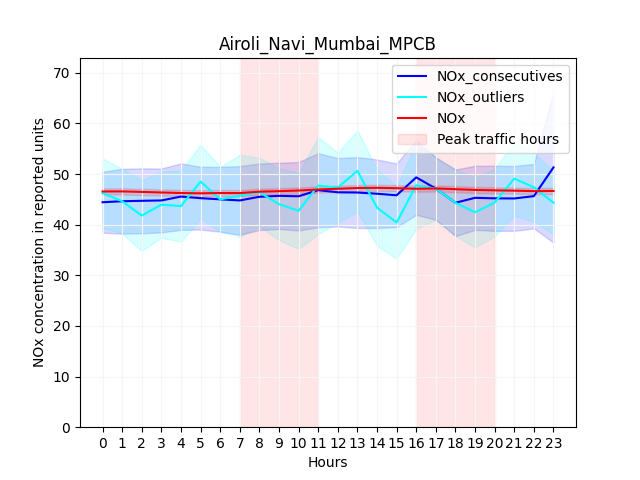 Airoli_Navi_Mumbai_MPCB
NOx_consecutives
NOx_outliers
NOx
Peak traffic hours
NOx concentration in reported units
70
60
50
40
30
20
10
0
0 1 2 3 4 5 6 7 8 9 10 11 12 13 14 15 16 17 18 19 20 21 22 23
Hours